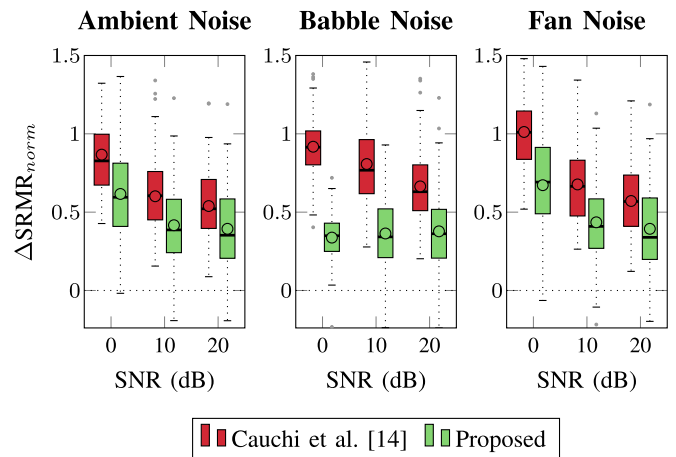 Ambient Noise Babble Noise Fan Noise
1.5 1.5 1.5
1 1 1
0.5 0.5 0.5
0 0 0
ΔSRMR_norm
0 10 20 0 10 20 0 10 20
SNR (dB) SNR (dB) SNR (dB)
Cauchi et al. [14] Proposed